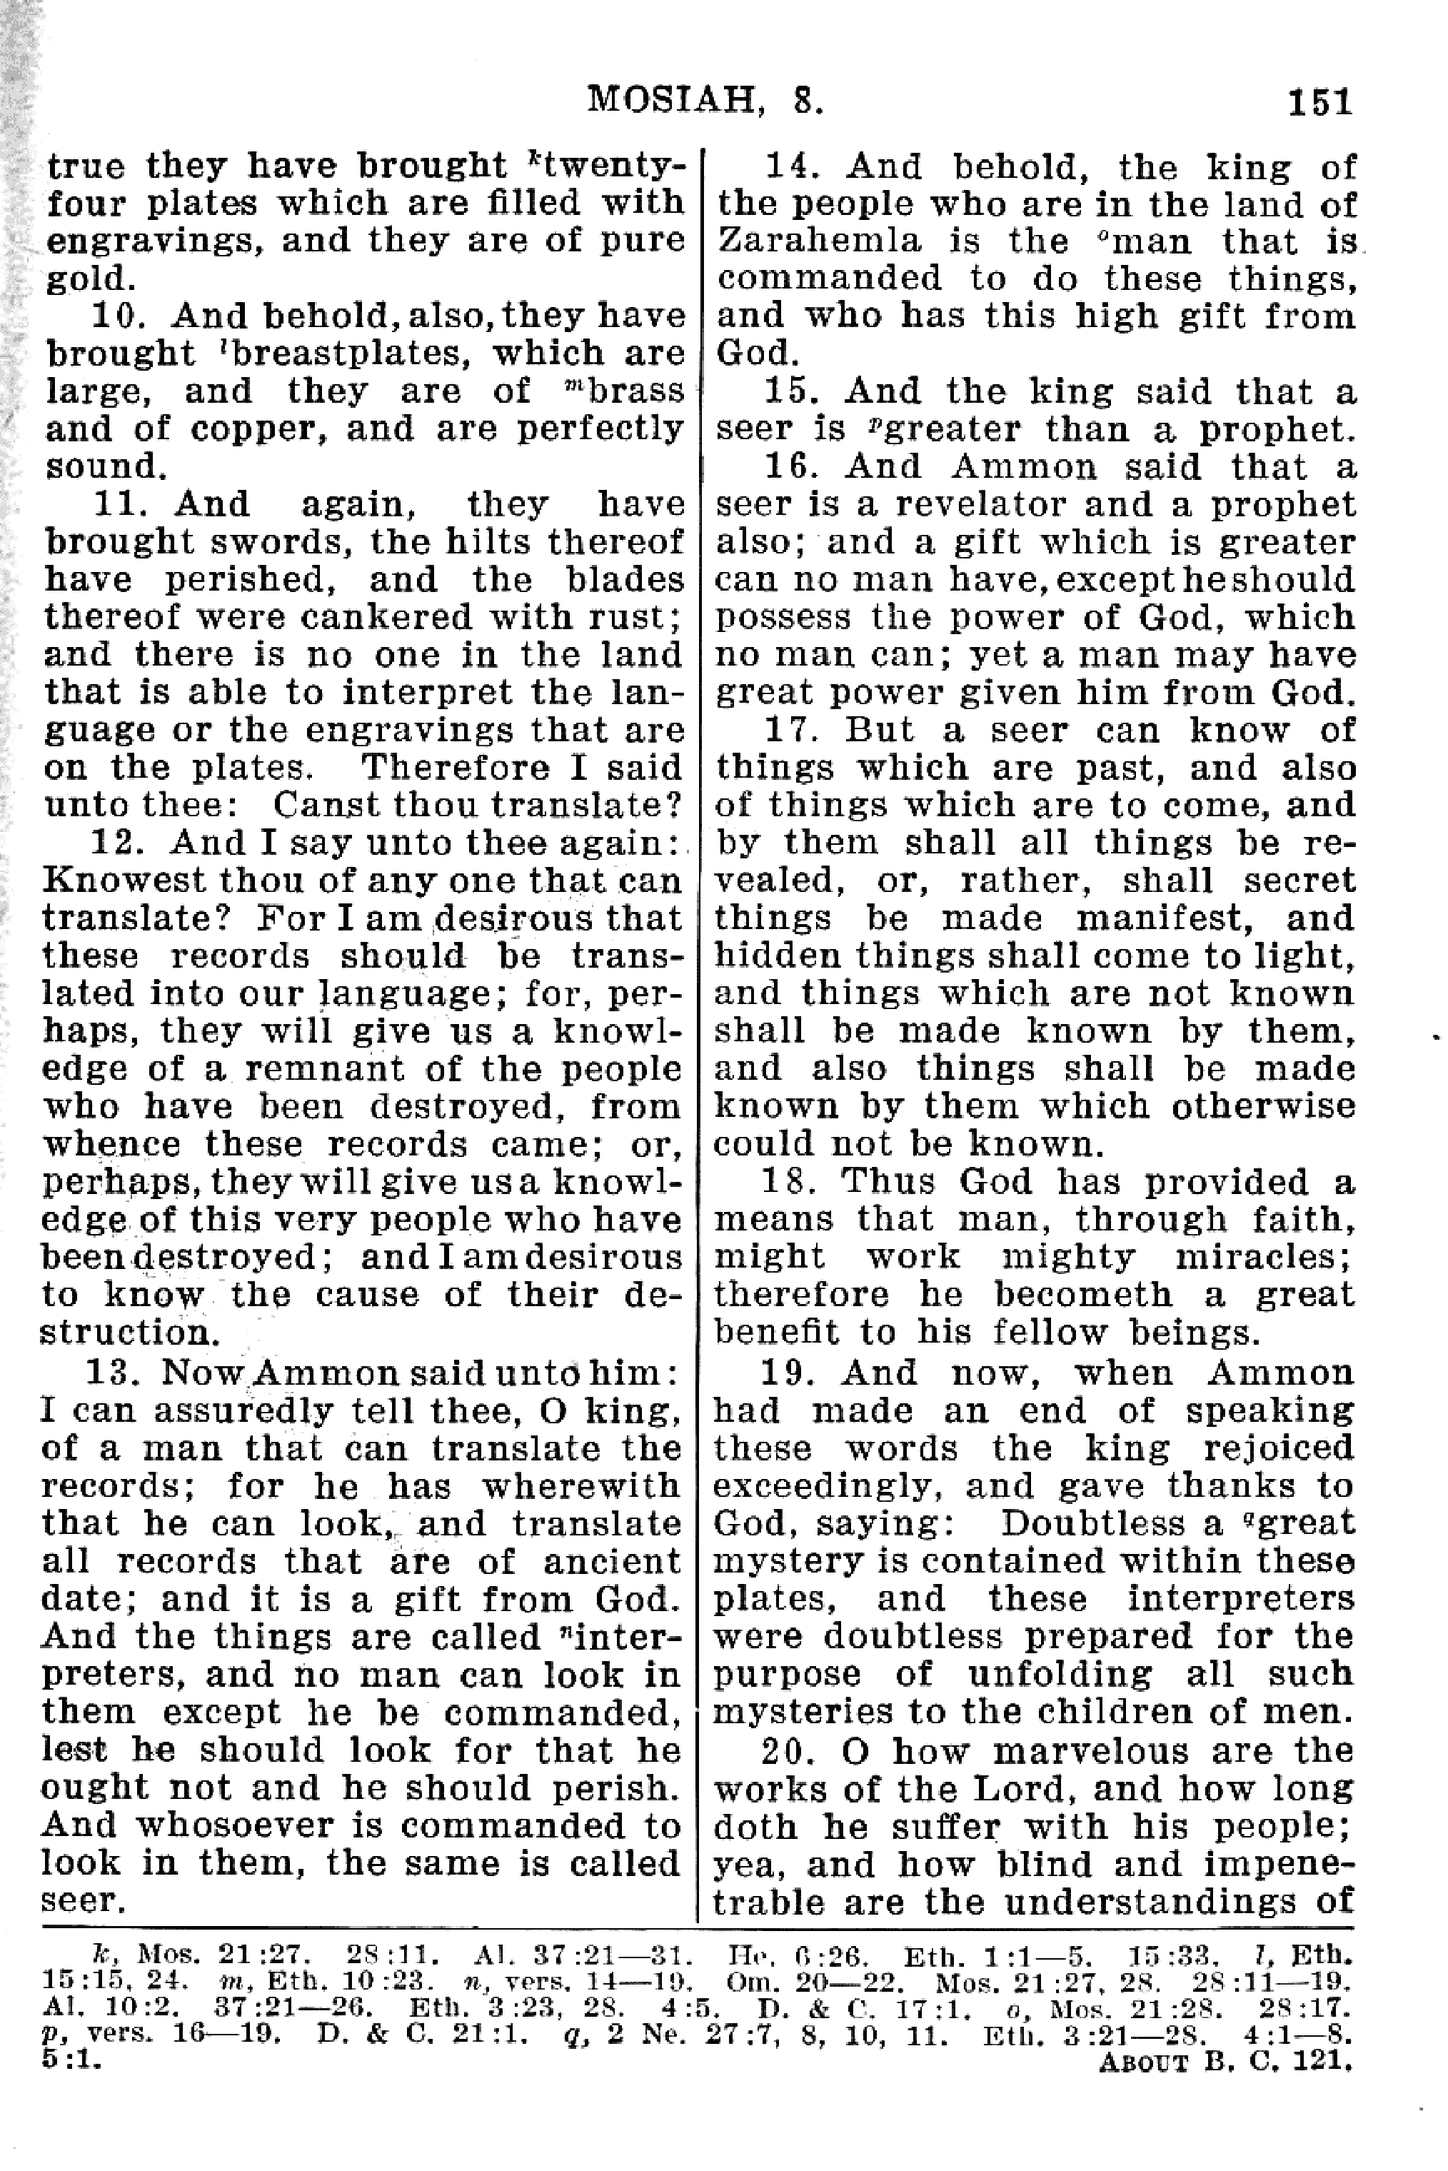 MOSIAH, 8. 151
true they have brought ktwenty-
four plates which are filled with
engravings, and they are of pure
gold.
10. And behold, also, they have
brought lbreastplates, which are
large, and they are of mbrass
and of copper, and are perfectly
sound.
11. And again, they have
brought swords, the hilts thereof
have perished, and the blades
thereof were cankered with rust;
and there is no one in the land
that is able to interpret the lan-
guage or the engravings that are
on the plates. Therefore I said
unto thee: Canst thou translate?
12. And I say unto thee again:
Knowest thou of any one that can
translate? For I am desirous that
these records should be trans-
lated into our language; for, per-
haps, they will give us a knowl-
edge of a remnant of the people
who have been destroyed, from
whence these records came; or,
perhaps, they will give us a knowl-
edge of this very people who have
been destroyed; and I am desirous
to know the cause of their de-
struction.
13. Now Ammon said unto him:
I can assuredly tell thee, O king,
of a man that can translate the
records; for he has wherewith
that he can look, and translate
all records that are of ancient
date; and it is a gift from God.
And the things are called ninter-
preters, and no man can look in
them except he be commanded,
lest he should look for that he
ought not and he should perish.
And whosoever is commanded to
look in them, the same is called
seer.
14. And behold, the king of
the people who are in the land of
Zarahemla is the oman that is
commanded to do these things,
and who has this high gift from
God.
15. And the king said that a
seer is pgreater than a prophet.
16. And Ammon said that a
seer is a revelator and a prophet
also; and a gift which is greater
can no man have, except he should
possess the power of God, which
no man can; yet a man may have
great power given him from God.
17. But a seer can know of
things which are past, and also
of things which are to come, and
by them shall all things be re-
vealed, or, rather, shall secret
things be made manifest, and
hidden things shall come to light,
and things which are not known
shall be made known by them,
and also things shall be made
known by them which otherwise
could not be known.
18. Thus God has provided a
means that man, through faith,
might work mighty miracles;
therefore he becometh a great
benefit to his fellow beings.
19. And now, when Ammon
had made an end of speaking
these words the king rejoiced
exceedingly, and gave thanks to
God, saying: Doubtless a qgreat
mystery is contained within these
plates, and these interpreters
were doubtless prepared for the
purpose of unfolding all such
mysteries to the children of men.
20. O how marvelous are the
works of the Lord, and how long
doth he suffer with his people;
yea, and how blind and impene-
trable are the understandings of
k, Mos. 21:27. 28:11. Al. 37:21—31. He. 6:26. Eth. 1:1—5. 15:33. l, Eth.
15:15, 24. m, Eth. 10:23. n, vers. 14—19. Om. 20—22. Mos. 21:27, 28. 28:11—19.
Al. 10:2. 37:21—26. Eth. 3:23, 28. 4:5. D. & C. 17:1. o, Mos. 21:28. 28:17.
p, vers. 16—19. D. & C. 21:1. q, 2 Ne. 27:7, 8, 10, 11. Eth. 3:21—28. 4:1—8.
5:1. ABOUT B. C. 121.